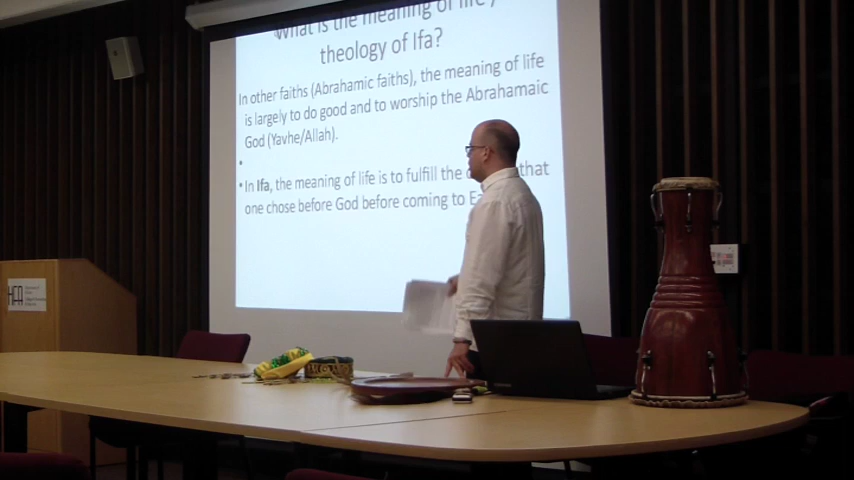 What is the meaning of life /
theology of Ifa?
In other faiths (Abrahamic faiths), the meaning of life
is largely to do good and to worship the Abrahamaic
God (Yavhe/Allah).
•
• In Ifa, the meaning of life is to fulfill the that
one chose before God before coming to
HFA